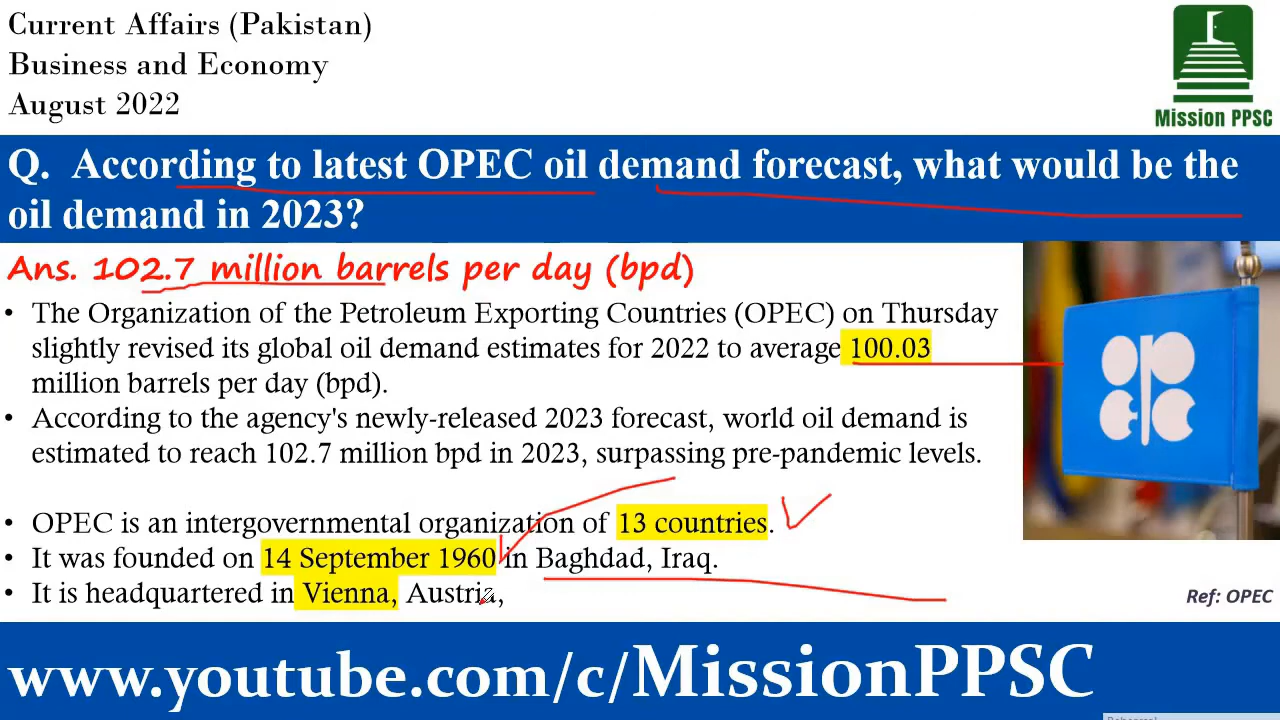 Current Affairs (Pakistan)
Business and Economy
August 2022
Mission PPSC
Q. According to latest OPEC oil demand forecast, what would be the
oil demand in 2023?
Ans. 102.7 million barrels per day (bpd)
• The Organization of the Petroleum Exporting Countries (OPEC) on Thursday
slightly revised its global oil demand estimates for 2022 to average 100.03
million barrels per day (bpd).
• According to the agency's newly-released 2023 forecast, world oil demand is
estimated to reach 102.7 million bpd in 2023, surpassing pre-pandemic levels.
• OPEC is an intergovernmental organization of 13 countries.
• It was founded on 14 September 1960 in Baghdad, Iraq.
• It is headquartered in Vienna, Austria,
OPEC
Ref: OPEC
www.youtube.com/c/MissionPPSC